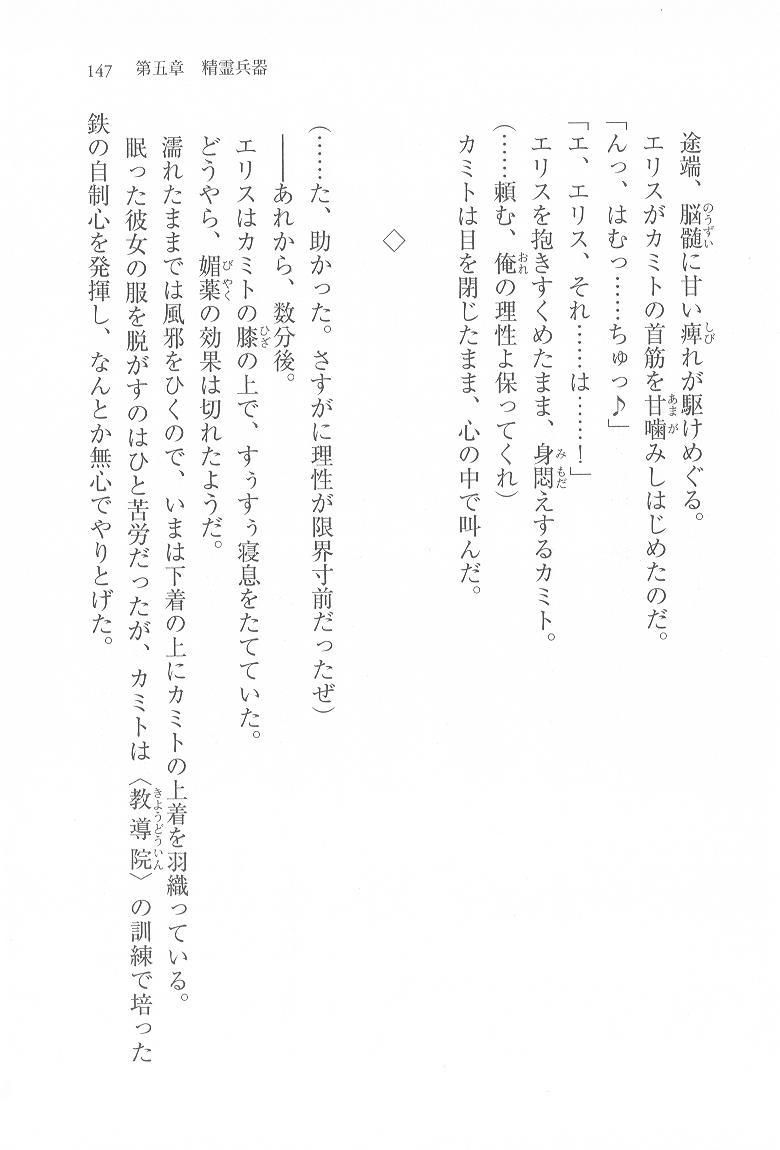 147　第五章　精霊兵器
途端、脳髄に甘い痺れが駆けめぐる。
エリスがカミトの首筋を甘噛みしはじめたのだ。
「んっ、はむっ……ちゅっ♪」
「エ、エリス、それ……は……！」
エリスを抱きすくめたまま、身悶えするカミト。
（……頼む、俺の理性よ保ってくれ）
カミトは目を閉じたまま、心の中で叫んだ。
◇
（……た、助かった。さすがに理性が限界寸前だったぜ）
――あれから、数分後。
エリスはカミトの膝の上で、すぅすぅ寝息をたてていた。
どうやら、媚薬の効果は切れたようだ。
濡れたままでは風邪をひくので、いまは下着の上にカミトの上着を羽織っている。
眠った彼女の服を脱がすのはひと苦労だったが、カミトは〈教導院〉の訓練で培った
鉄の自制心を発揮し、なんとか無心でやりとげた。